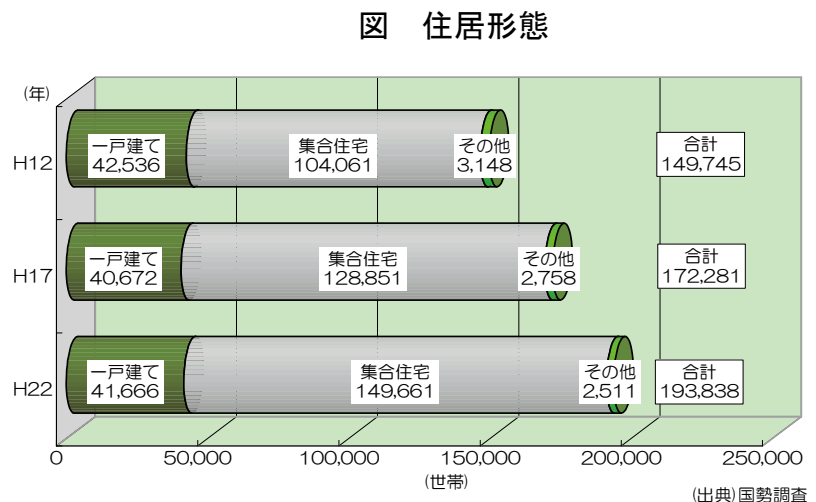 図　住居形態
(年)
H12
一戸建て
42,536
集合住宅
104,061
その他
3,148
合計
149,745
H17
一戸建て
40,672
集合住宅
128,851
その他
2,758
合計
172,281
H22
一戸建て
41,666
集合住宅
149,661
その他
2,511
合計
193,838
0 50,000 100,000 150,000 200,000 250,000
(世帯)
(出典)国勢調査